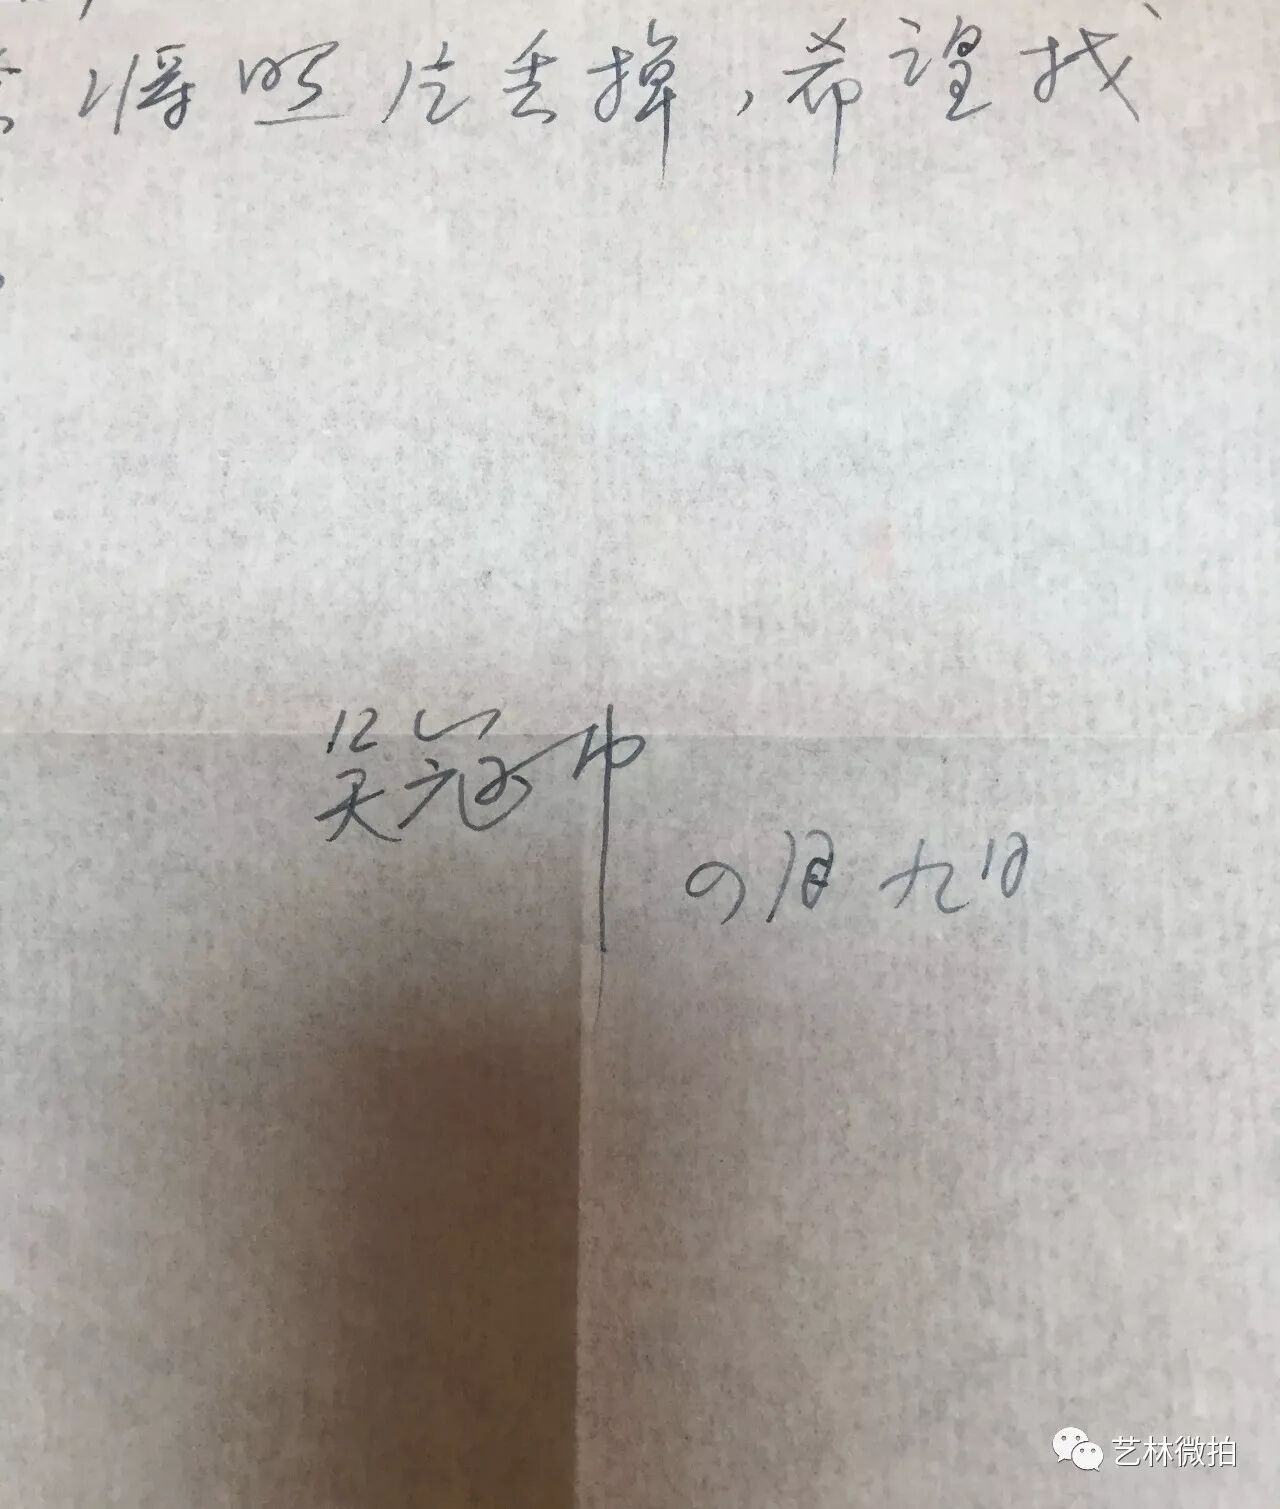 将照片丢掉，希望找
吴冠中
四月九日
艺林微拍